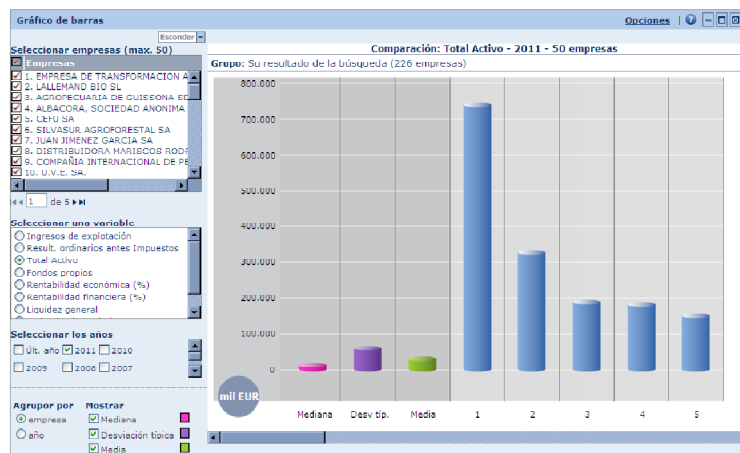 Gráfico de barras
Opciones
Esconder
Seleccionar empresas (max. 50)
Empresas
1. EMPRESA DE TRANSFORMACION A
2. LALLEMAND BIO SL
3. AGROPECUARIA DE GUISSONA SD
4. ALBACORA, SOCIEDAD ANONIMA
5. CEFU SA
6. SILVASUR AGROFORESTAL SA
7. JUAN JIMENEZ GARCIA SA
8. DISTRIBUIDORA MARISCOS RODR
9. COMPAÑIA INTERNACIONAL DE PE
10. U.V.E. SA.
1 de 5
Seleccionar una variable
Ingresos de explotación
Result. ordinarios antes Impuestos
Total Activo
Fondos propios
Rentabilidad económica (%)
Rentabilidad financiera (%)
Liquidez general
Seleccionar los años
Últ. año 2011 2010
2009 2008 2007
Agrupor por Mostrar
empresa Mediana
año Desviación típica
Media
Comparación: Total Activo - 2011 - 50 empresas
Grupo: Su resultado de la búsqueda (226 empresas)
800.000
700.000
600.000
500.000
400.000
300.000
200.000
100.000
0
mil EUR
Mediana Desv típ. Media 1 2 3 4 5